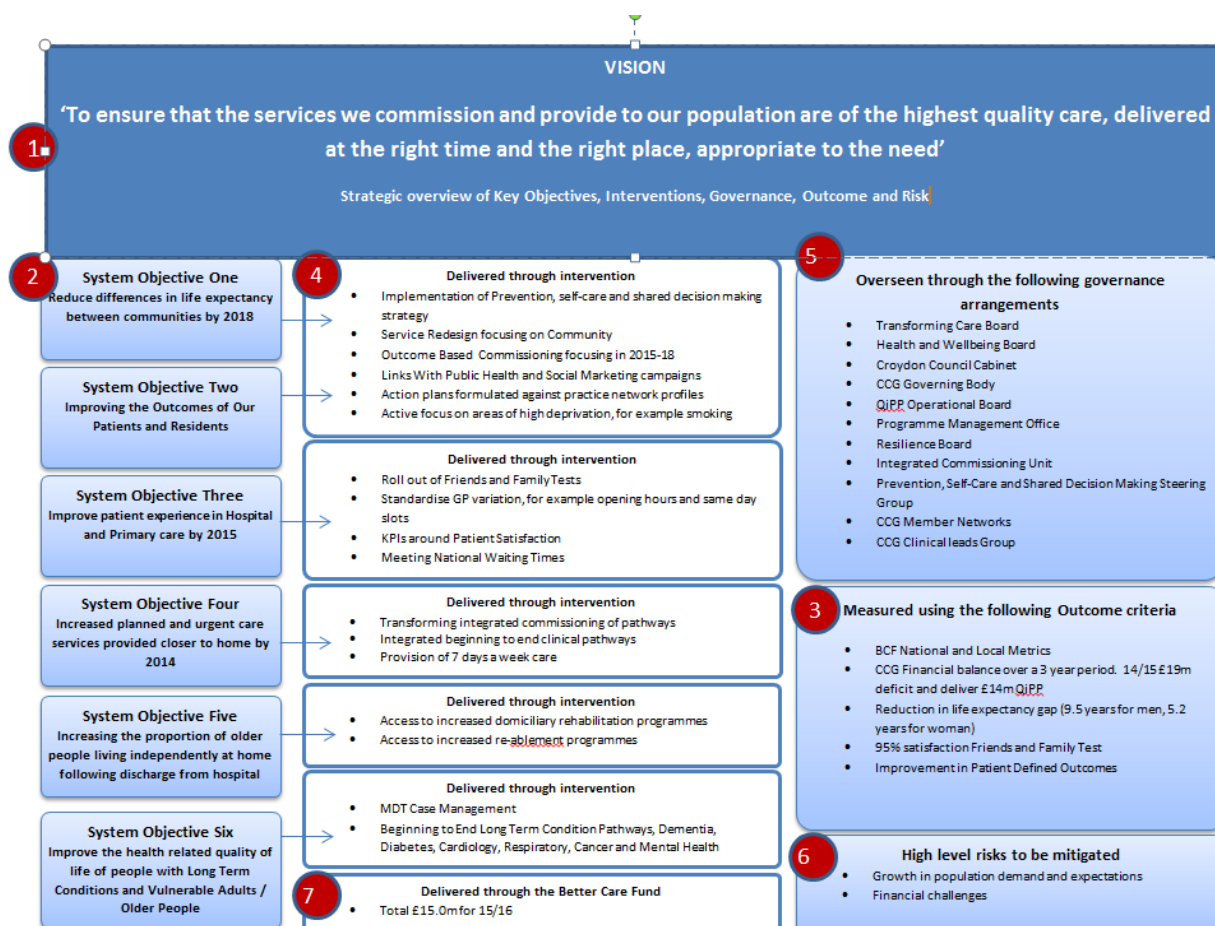 VISION
‘To ensure that the services we commission and provide to our population are of the highest quality care, delivered
at the right time and the right place, appropriate to the need’
Strategic overview of Key Objectives, Interventions, Governance, Outcome and Risk
1
2
System Objective One
Reduce differences in life expectancy
between communities by 2018
System Objective Two
Improving the Outcomes of Our
Patients and Residents
System Objective Three
Improve patient experience in Hospital
and Primary care by 2015
System Objective Four
Increased planned and urgent care
services provided closer to home by
2014
System Objective Five
Increasing the proportion of older
people living independently at home
following discharge from hospital
System Objective Six
Improve the health related quality of
life of people with Long Term
Conditions and Vulnerable Adults /
Older People
4
Delivered through intervention
• Implementation of Prevention, self-care and shared decision making
strategy
• Service Redesign focusing on Community
• Outcome Based Commissioning focusing in 2015-18
• Links With Public Health and Social Marketing campaigns
• Action plans formulated against practice network profiles
• Active focus on areas of high deprivation, for example smoking
Delivered through intervention
• Roll out of Friends and Family Tests
• Standardise GP variation, for example opening hours and same day
slots
• KPIs around Patient Satisfaction
• Meeting National Waiting Times
Delivered through intervention
• Transforming integrated commissioning of pathways
• Integrated beginning to end clinical pathways
• Provision of 7 days a week care
Delivered through intervention
• Access to increased domiciliary rehabilitation programmes
• Access to increased re-ablement programmes
Delivered through intervention
• MDT Case Management
• Beginning to End Long Term Condition Pathways, Dementia,
Diabetes, Cardiology, Respiratory, Cancer and Mental Health
7
Delivered through the Better Care Fund
• Total £15.0m for 15/16
5
Overseen through the following governance
arrangements
• Transforming Care Board
• Health and Wellbeing Board
• Croydon Council Cabinet
• CCG Governing Body
• QiPP Operational Board
• Programme Management Office
• Resilience Board
• Integrated Commissioning Unit
• Prevention, Self-Care and Shared Decision Making Steering
Group
• CCG Member Networks
• CCG Clinical leads Group
3
Measured using the following Outcome criteria
• BCF National and Local Metrics
• CCG Financial balance over a 3 year period. 14/15 £19m
deficit and deliver £14m QiPP
• Reduction in life expectancy gap (9.5 years for men, 5.2
years for woman)
• 95% satisfaction Friends and Family Test
• Improvement in Patient Defined Outcomes
6
High level risks to be mitigated
• Growth in population demand and expectations
• Financial challenges